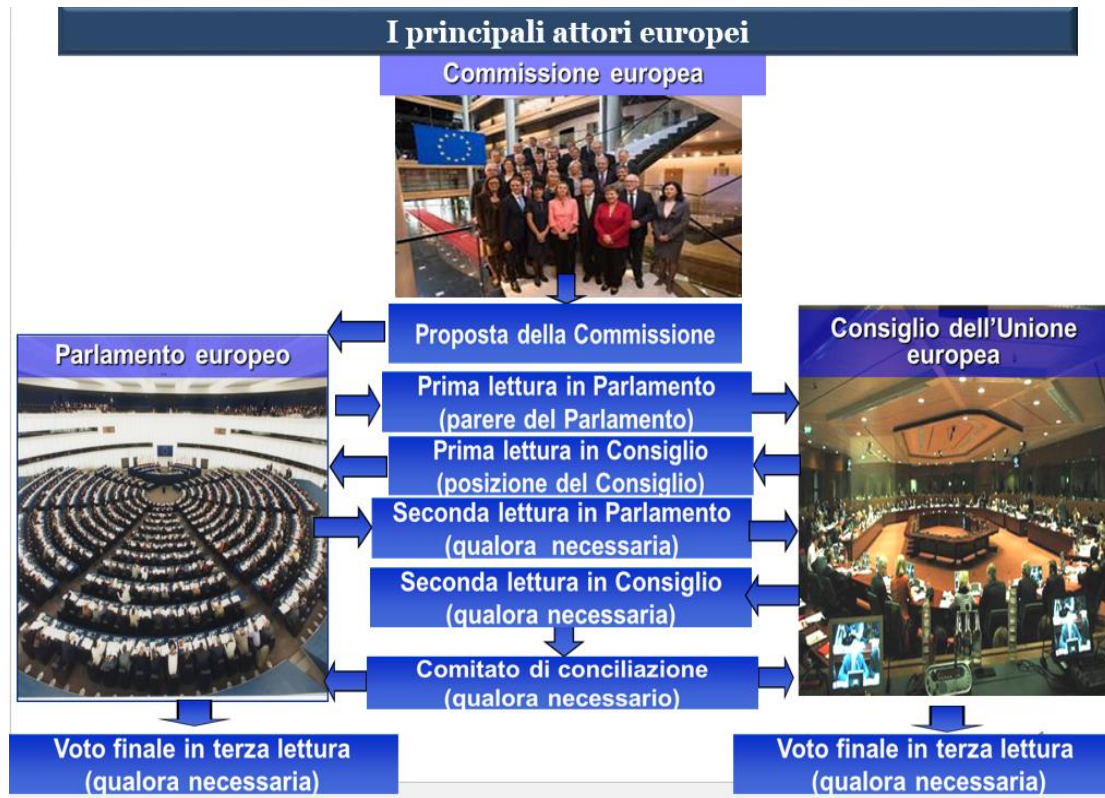 I principali attori europei
Commissione europea
Proposta della Commissione
Parlamento europeo
Consiglio dell'Unione
europea
Prima lettura in Parlamento
(parere del Parlamento)
Prima lettura in Consiglio
(posizione del Consiglio)
Seconda lettura in Parlamento
(qualora necessaria)
Seconda lettura in Consiglio
(qualora necessaria)
Comitato di conciliazione
(qualora necessario)
Voto finale in terza lettura
(qualora necessaria)
Voto finale in terza lettura
(qualora necessaria)